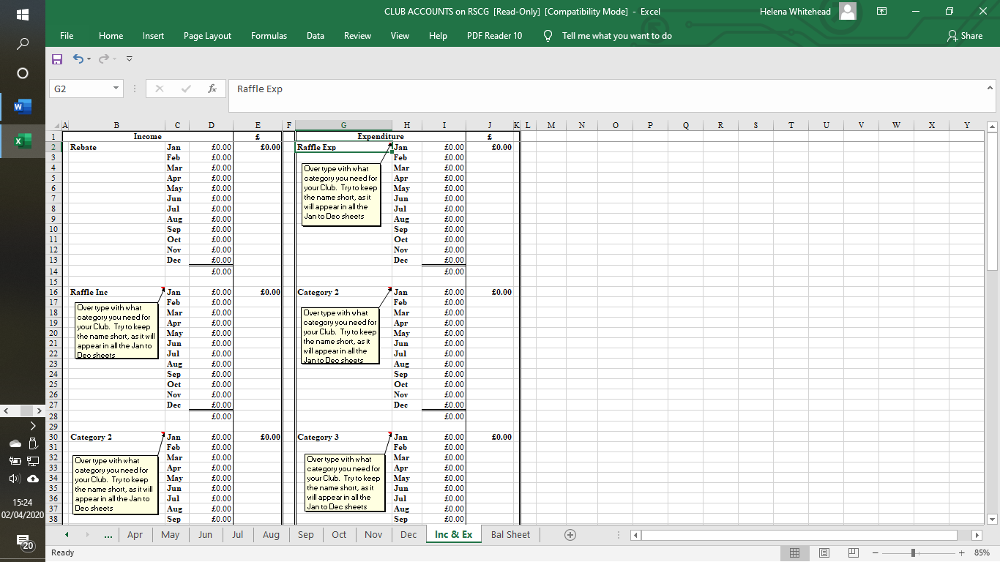 CLUB ACCOUNTS on RSCG [Read-Only] [Compatibility Mode] - Excel
Helena Whitehead
File Home Insert Page Layout Formulas Data Review View Help PDF Reader 10 Tell me what you want to do Share
G2 fx Raffle Exp
A B C D E F G H I J K L M N O P Q R S T U V W X Y
1 Income £ Expenditure £
2 Rebate Jan £0.00 £0.00 Raffle Exp Jan £0.00 £0.00
3 Feb £0.00 Feb £0.00
4 Mar £0.00 Over type with what Mar £0.00
5 Apr £0.00 category you need for Apr £0.00
6 May £0.00 your Club. Try to keep May £0.00
7 Jun £0.00 the name short, as it Jun £0.00
8 Jul £0.00 will appear in all the Jul £0.00
9 Aug £0.00 Jan to Dec sheets Aug £0.00
10 Sep £0.00 Sep £0.00
11 Oct £0.00 Oct £0.00
12 Nov £0.00 Nov £0.00
13 Dec £0.00 Dec £0.00
14 £0.00 £0.00
15
16 Raffle Inc Jan £0.00 £0.00 Category 2 Jan £0.00 £0.00
17 Over type with what Feb £0.00 Feb £0.00
18 category you need for Mar £0.00 Over type with what Mar £0.00
19 your Club. Try to keep Apr £0.00 category you need for Apr £0.00
20 the name short, as it will May £0.00 your Club. Try to keep May £0.00
21 appear in all the Jan to Jun £0.00 the name short, as it Jun £0.00
22 Dec sheets Jul £0.00 will appear in all the Jul £0.00
23 Aug £0.00 Jan to Dec sheets Aug £0.00
24 Sep £0.00 Sep £0.00
25 Oct £0.00 Oct £0.00
26 Nov £0.00 Nov £0.00
27 Dec £0.00 Dec £0.00
28 £0.00 £0.00
29
30 Category 2 Jan £0.00 £0.00 Category 3 Jan £0.00 £0.00
31 Feb £0.00 Feb £0.00
32 Over type with what Mar £0.00 Over type with what Mar £0.00
33 category you need for Apr £0.00 category you need for Apr £0.00
34 your Club. Try to keep May £0.00 your Club. Try to keep May £0.00
35 the name short, as it will Jun £0.00 the name short, as it Jun £0.00
36 appear in all the Jan to Jul £0.00 will appear in all the Jul £0.00
37 Dec sheets Aug £0.00 Jan to Dec sheets Aug £0.00
38 Sep £0.00 Sep £0.00
... Apr May Jun Jul Aug Sep Oct Nov Dec Inc & Ex Bal Sheet
Ready 85%
15:24
02/04/2020
20